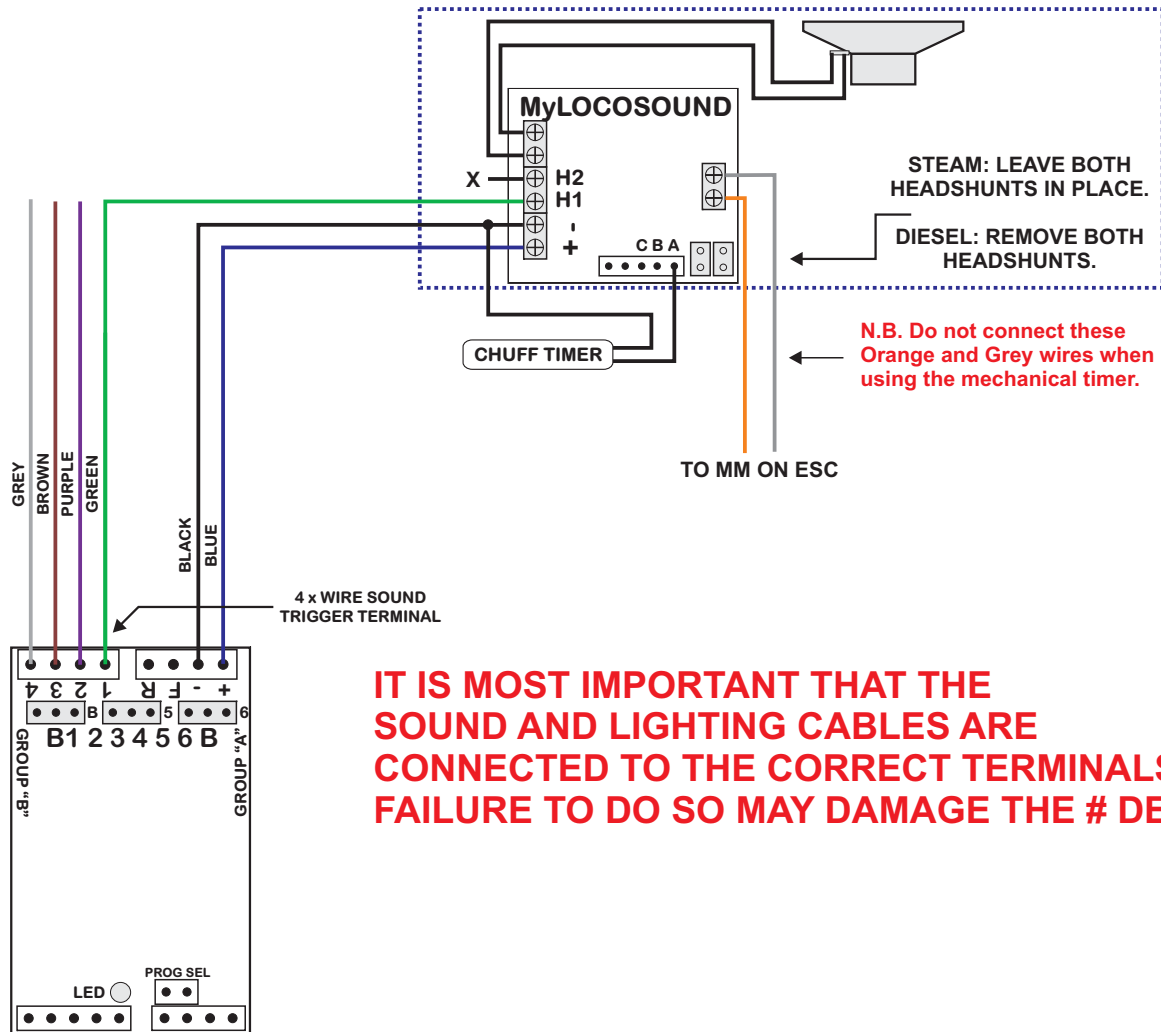 MyLOCOSOUND
X
H2
H1
-
+
C B A
STEAM: LEAVE BOTH
HEADSHUNTS IN PLACE.
DIESEL: REMOVE BOTH
HEADSHUNTS.
CHUFF TIMER
N.B. Do not connect these
Orange and Grey wires when
using the mechanical timer.
TO MM ON ESC
GREY
BROWN
PURPLE
GREEN
BLACK
BLUE
4 x WIRE SOUND
TRIGGER TERMINAL
4 3 2 1 R F - +
B 5 6
B1 2 3 4 5 6 B
GROUP "B"
GROUP "A"
IT IS MOST IMPORTANT THAT THE
SOUND AND LIGHTING CABLES ARE
CONNECTED TO THE CORRECT TERMINALS
FAILURE TO DO SO MAY DAMAGE THE # DE
PROG SEL
LED